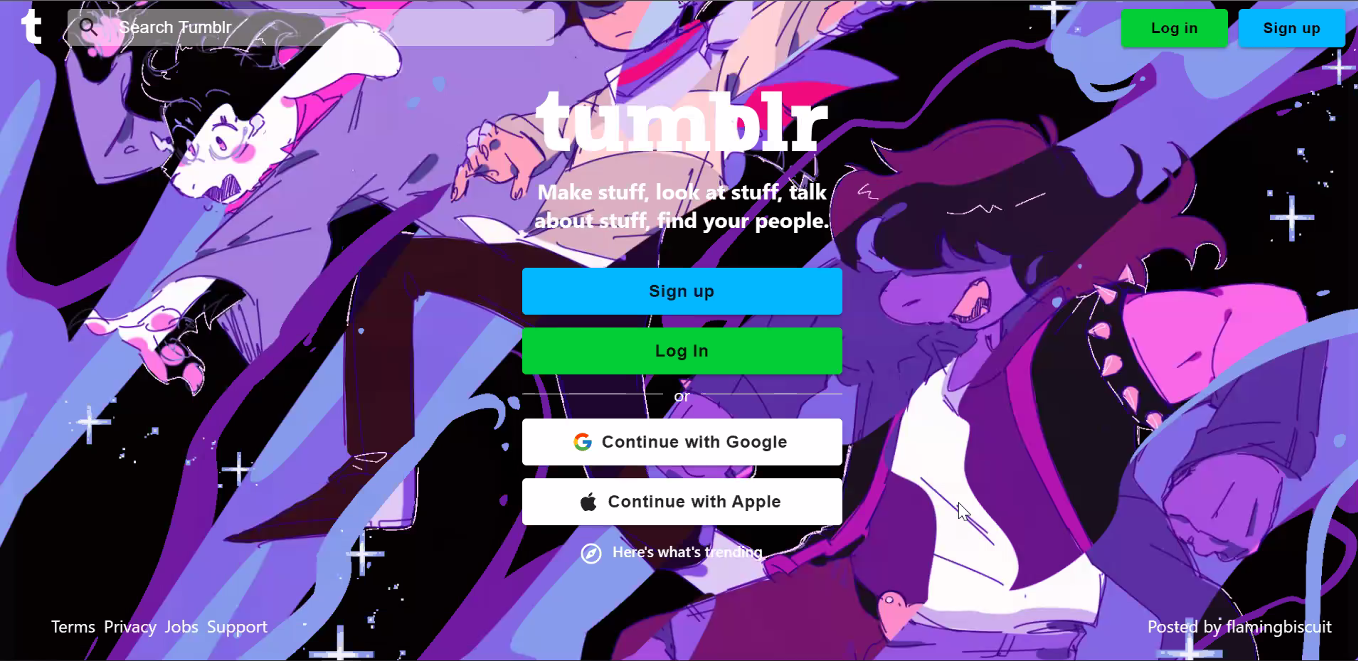 t
Search Tumblr
Log in
Sign up
tumblr
Make stuff, look at stuff, talk
about stuff, find your people.
Sign up
Log In
or
Continue with Google
Continue with Apple
Here's what's trending
Terms Privacy Jobs Support
Posted by flamingbiscuit